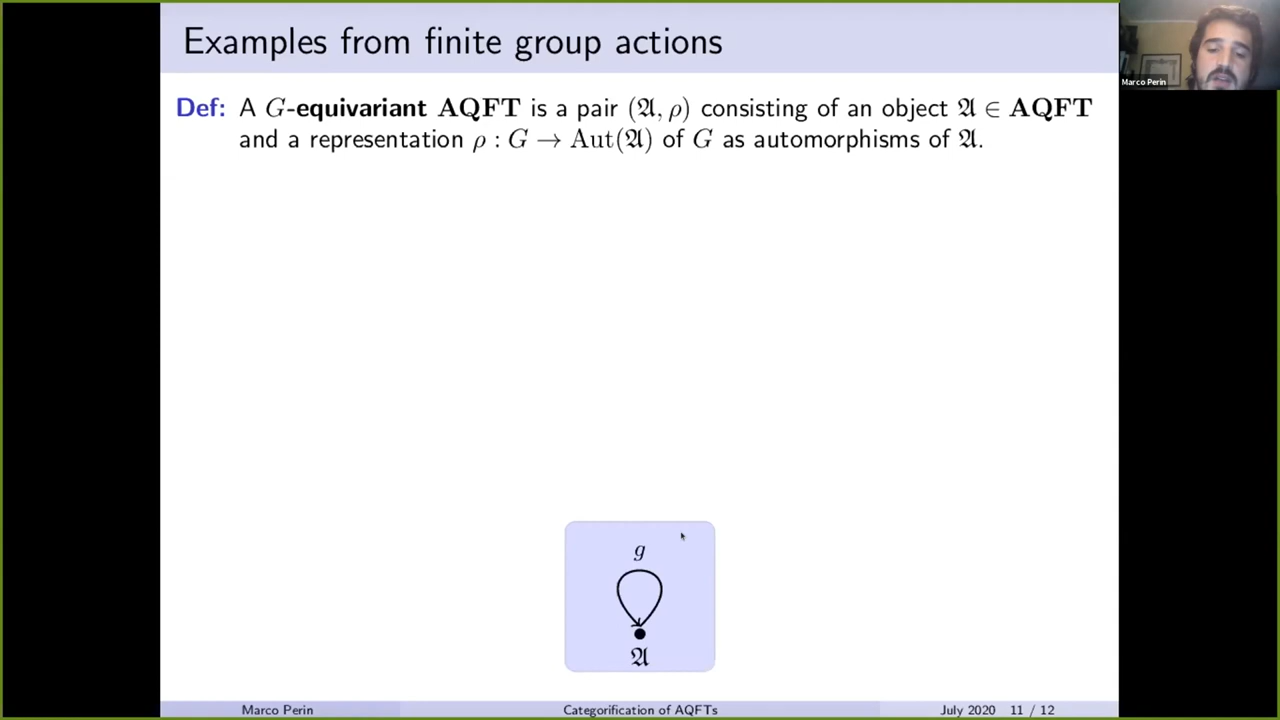 Examples from finite group actions
Marco Perin
Def: A G-equivariant AQFT is a pair (𝔄, ρ) consisting of an object 𝔄 ∈ AQFT
and a representation ρ : G → Aut(𝔄) of G as automorphisms of 𝔄.
g
𝔄
Marco Perin Categorification of AQFTs July 2020 11 / 12